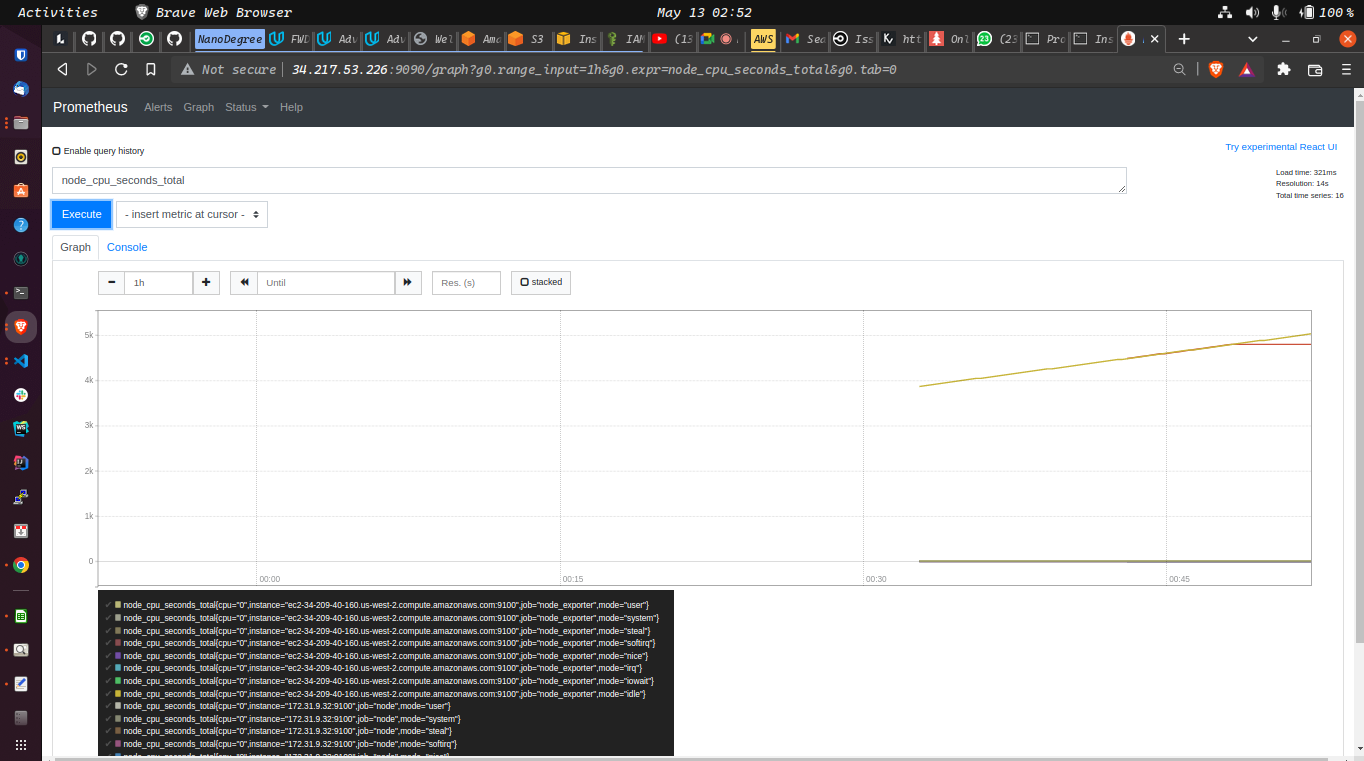 Activities Brave Web Browser May 13 02:52 100 %
NanoDegree FWD Adv Adv Wel Ama S3 Ins IAM (13 AWS Sea Iss htt Onl (23 Pro Ins
Not secure 34.217.53.226:9090/graph?g0.range_input=1h&g0.expr=node_cpu_seconds_total&g0.tab=0
Prometheus Alerts Graph Status Help
Enable query history
Try experimental React UI
node_cpu_seconds_total
Load time: 321ms
Resolution: 14s
Total time series: 16
Execute - insert metric at cursor -
Graph Console
1h Until Res. (s) stacked
5k
4k
3k
2k
1k
0
00:00 00:15 00:30 00:45
node_cpu_seconds_total{cpu="0",instance="ec2-34-209-40-160.us-west-2.compute.amazonaws.com:9100",job="node_exporter",mode="user"}
node_cpu_seconds_total{cpu="0",instance="ec2-34-209-40-160.us-west-2.compute.amazonaws.com:9100",job="node_exporter",mode="system"}
node_cpu_seconds_total{cpu="0",instance="ec2-34-209-40-160.us-west-2.compute.amazonaws.com:9100",job="node_exporter",mode="steal"}
node_cpu_seconds_total{cpu="0",instance="ec2-34-209-40-160.us-west-2.compute.amazonaws.com:9100",job="node_exporter",mode="softirq"}
node_cpu_seconds_total{cpu="0",instance="ec2-34-209-40-160.us-west-2.compute.amazonaws.com:9100",job="node_exporter",mode="nice"}
node_cpu_seconds_total{cpu="0",instance="ec2-34-209-40-160.us-west-2.compute.amazonaws.com:9100",job="node_exporter",mode="irq"}
node_cpu_seconds_total{cpu="0",instance="ec2-34-209-40-160.us-west-2.compute.amazonaws.com:9100",job="node_exporter",mode="iowait"}
node_cpu_seconds_total{cpu="0",instance="ec2-34-209-40-160.us-west-2.compute.amazonaws.com:9100",job="node_exporter",mode="idle"}
node_cpu_seconds_total{cpu="0",instance="172.31.9.32:9100",job="node",mode="user"}
node_cpu_seconds_total{cpu="0",instance="172.31.9.32:9100",job="node",mode="system"}
node_cpu_seconds_total{cpu="0",instance="172.31.9.32:9100",job="node",mode="steal"}
node_cpu_seconds_total{cpu="0",instance="172.31.9.32:9100",job="node",mode="softirq"}